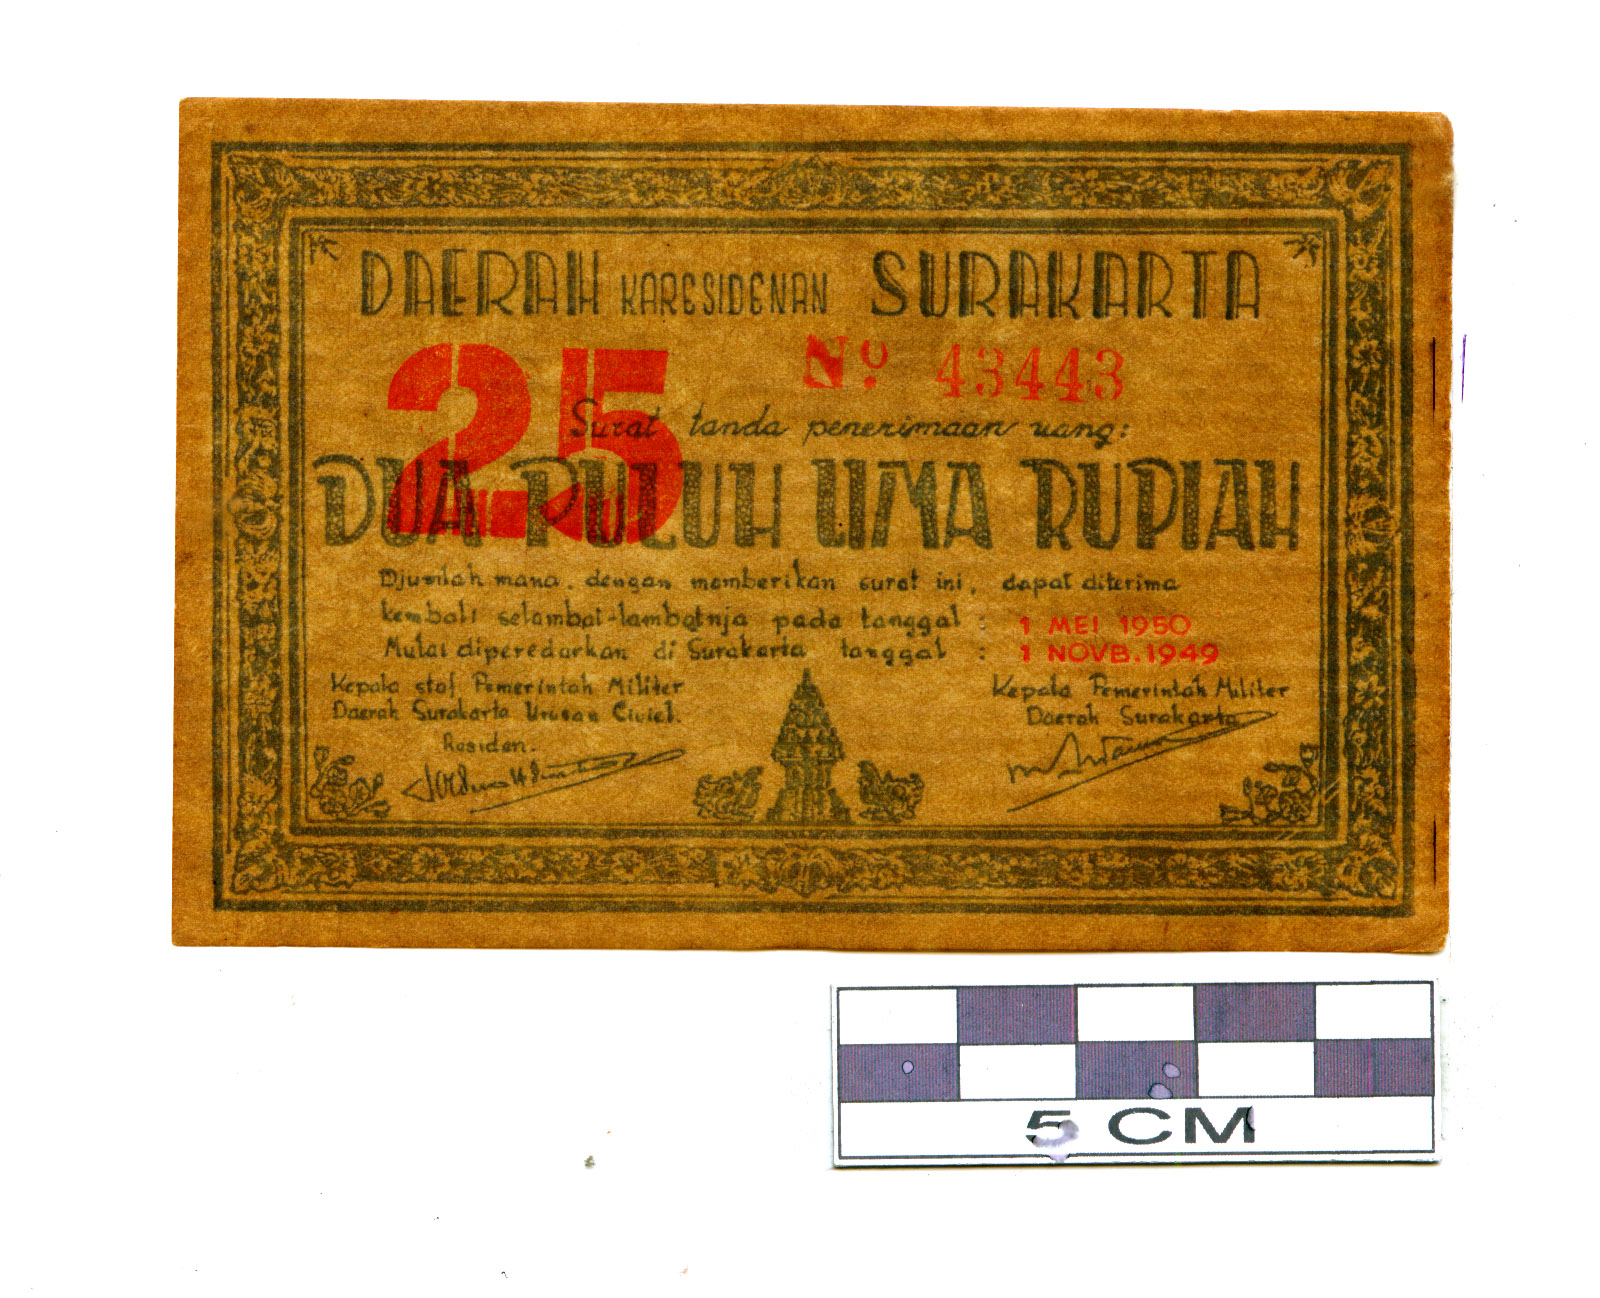 DAERAH KARESIDENAN SURAKARTA
25
No 43443
Surat tanda penerimaan uang:
DUA PULUH LIMA RUPIAH
Djumlah mana, dengan memberikan surat ini, dapat diterima
kembali selambat-lambatnja pada tanggal : 1 MEI 1950
Mulai diperedarkan di Surakarta tanggal : 1 NOVB. 1949
Kepala staf Pemerintah Militer
Daerah Surakarta Urusan Civiel.
Residen.
Kepala Pemerintah Militer
Daerah Surakarta
5 CM